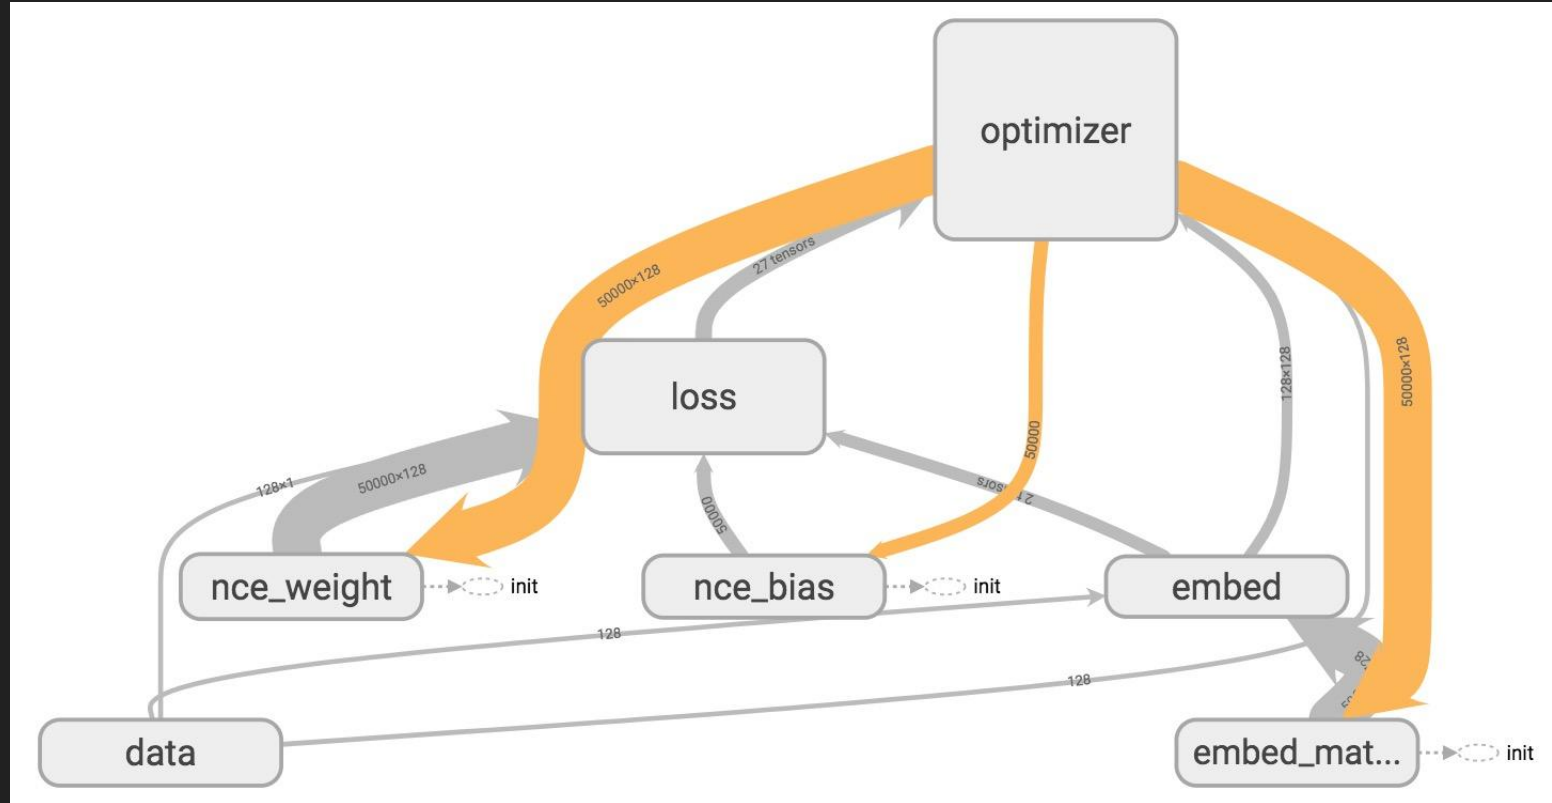 optimizer
27 tensors
50000×128
128×128
50000×128
loss
50000
128×1
50000×128
50000
nce_weight
init
nce_bias
init
embed
128
128
data
embed_mat...
init